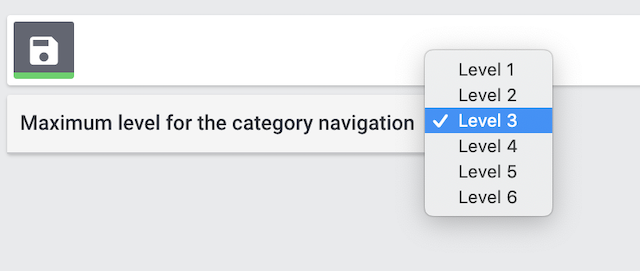 Level 1
Level 2
Maximum level for the category navigation
Level 3
Level 4
Level 5
Level 6